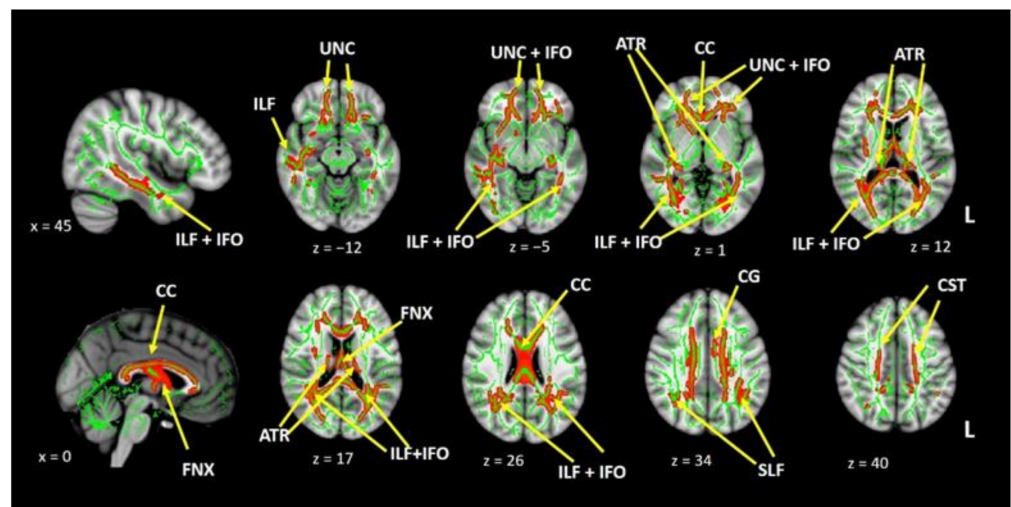 UNC
UNC + IFO
ATR
CC
UNC + IFO
ATR
ILF
x = 45
ILF + IFO
z = −12
ILF + IFO
z = −5
ILF + IFO
z = 1
ILF + IFO
z = 12
L
CC
FNX
CC
CG
CST
x = 0
FNX
ATR
z = 17
ILF+IFO
z = 26
ILF + IFO
z = 34
SLF
z = 40
L